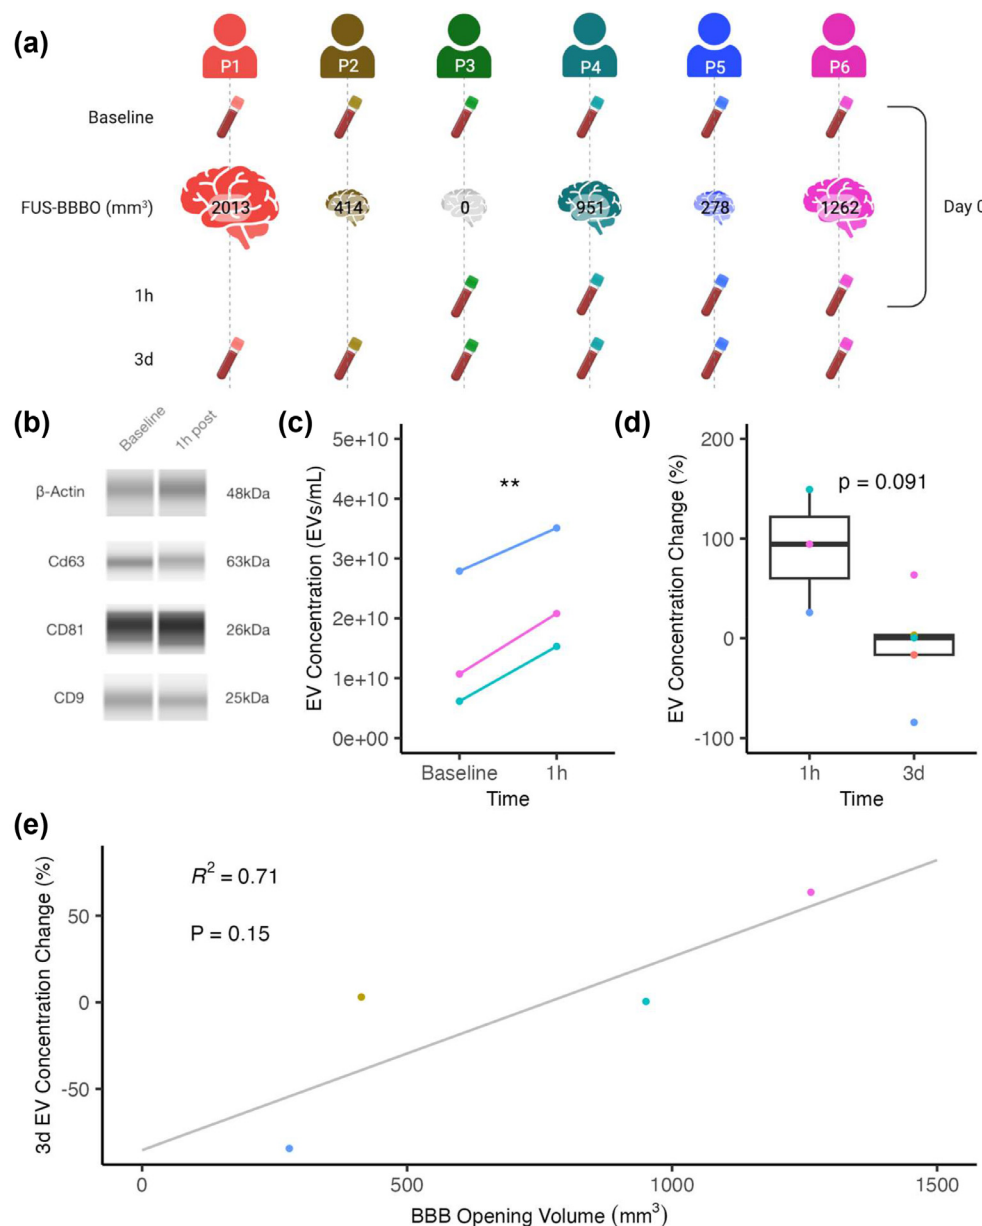 (a)
P1 P2 P3 P4 P5 P6
Baseline
FUS-BBBO (mm³) 2013 414 0 951 278 1262 Day 0
1h
3d
(b)
Baseline 1h post
β-Actin 48kDa
Cd63 63kDa
CD81 26kDa
CD9 25kDa
(c)
EV Concentration (EVs/mL)
5e+10
4e+10
3e+10
2e+10
1e+10
0e+00
**
Baseline 1h
Time
(d)
EV Concentration Change (%)
200
100
0
-100
p = 0.091
1h 3d
Time
(e)
3d EV Concentration Change (%)
50
0
-50
R² = 0.71
P = 0.15
0 500 1000 1500
BBB Opening Volume (mm³)